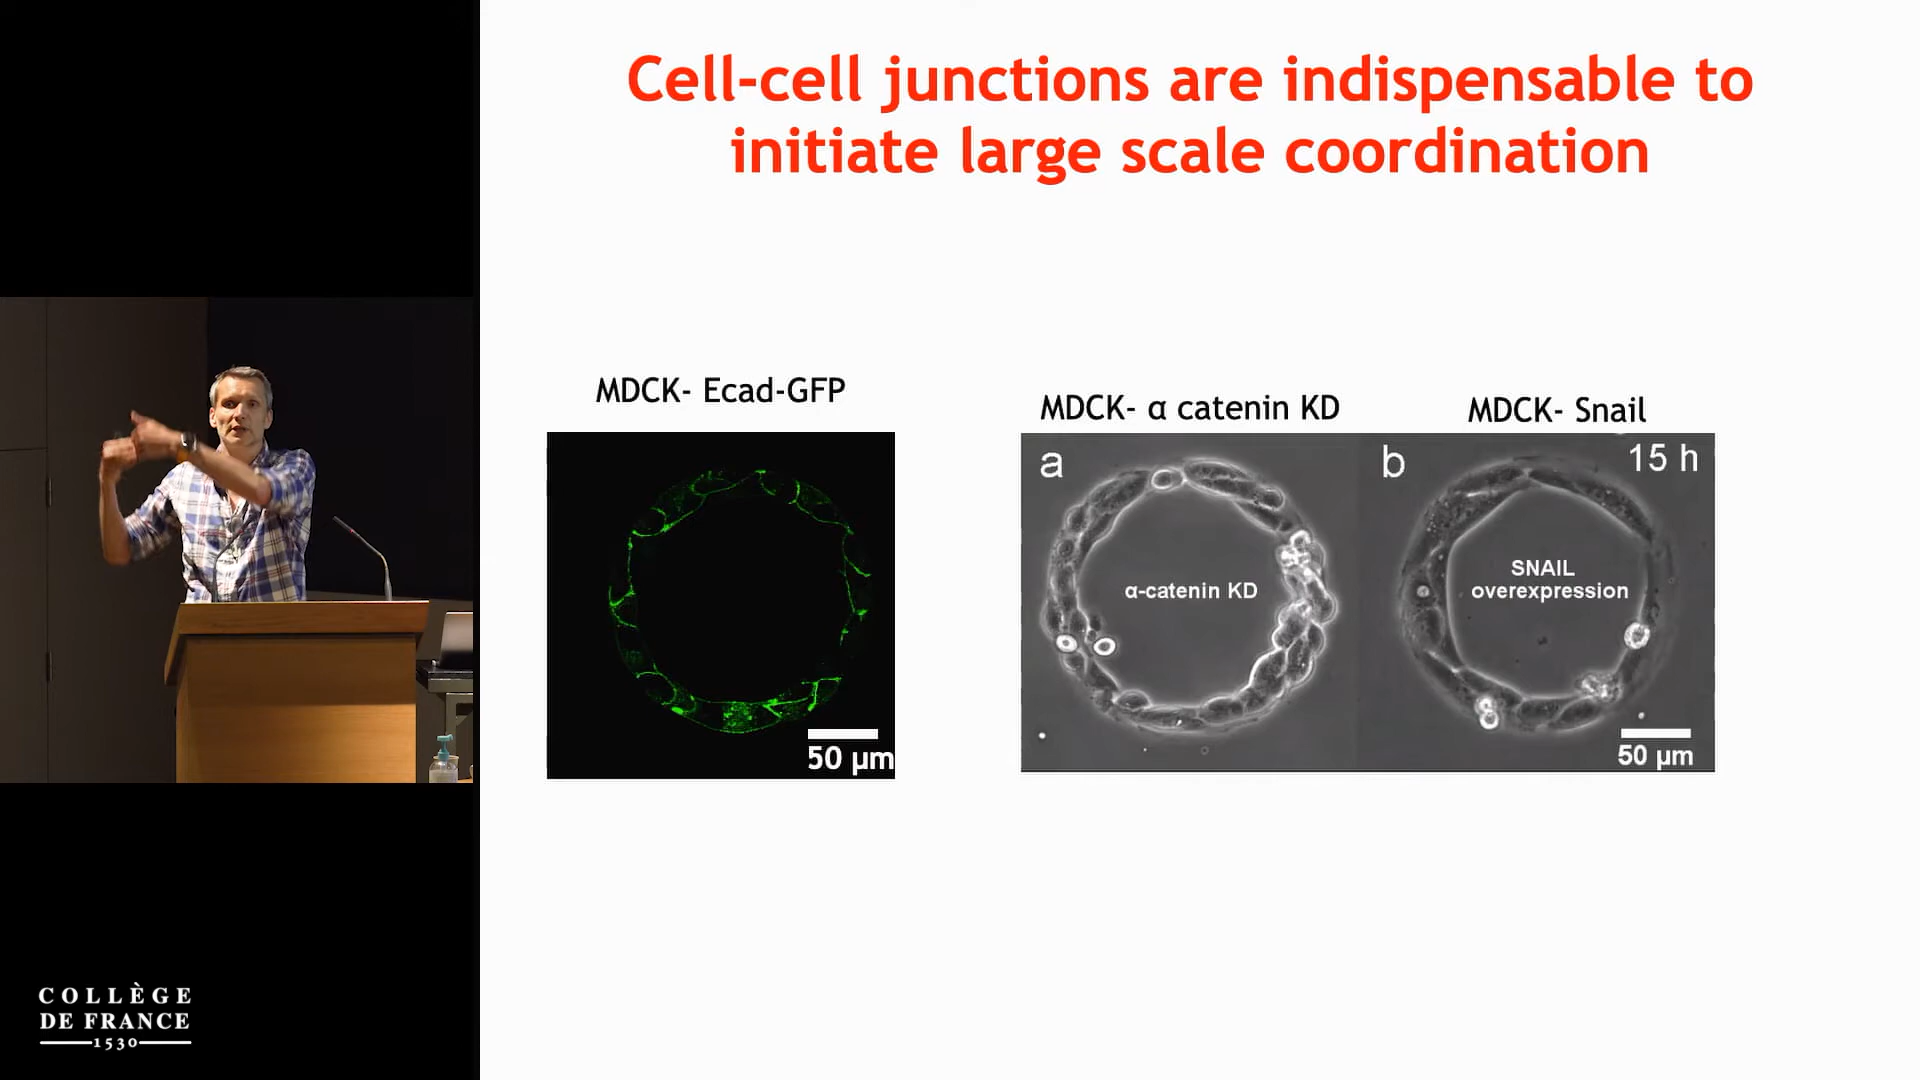 Cell-cell junctions are indispensable to
initiate large scale coordination
MDCK- Ecad-GFP
50 µm
MDCK- α catenin KD
MDCK- Snail
a
α-catenin KD
b
15 h
SNAIL
overexpression
50 µm
COLLÈGE
DE FRANCE
1530